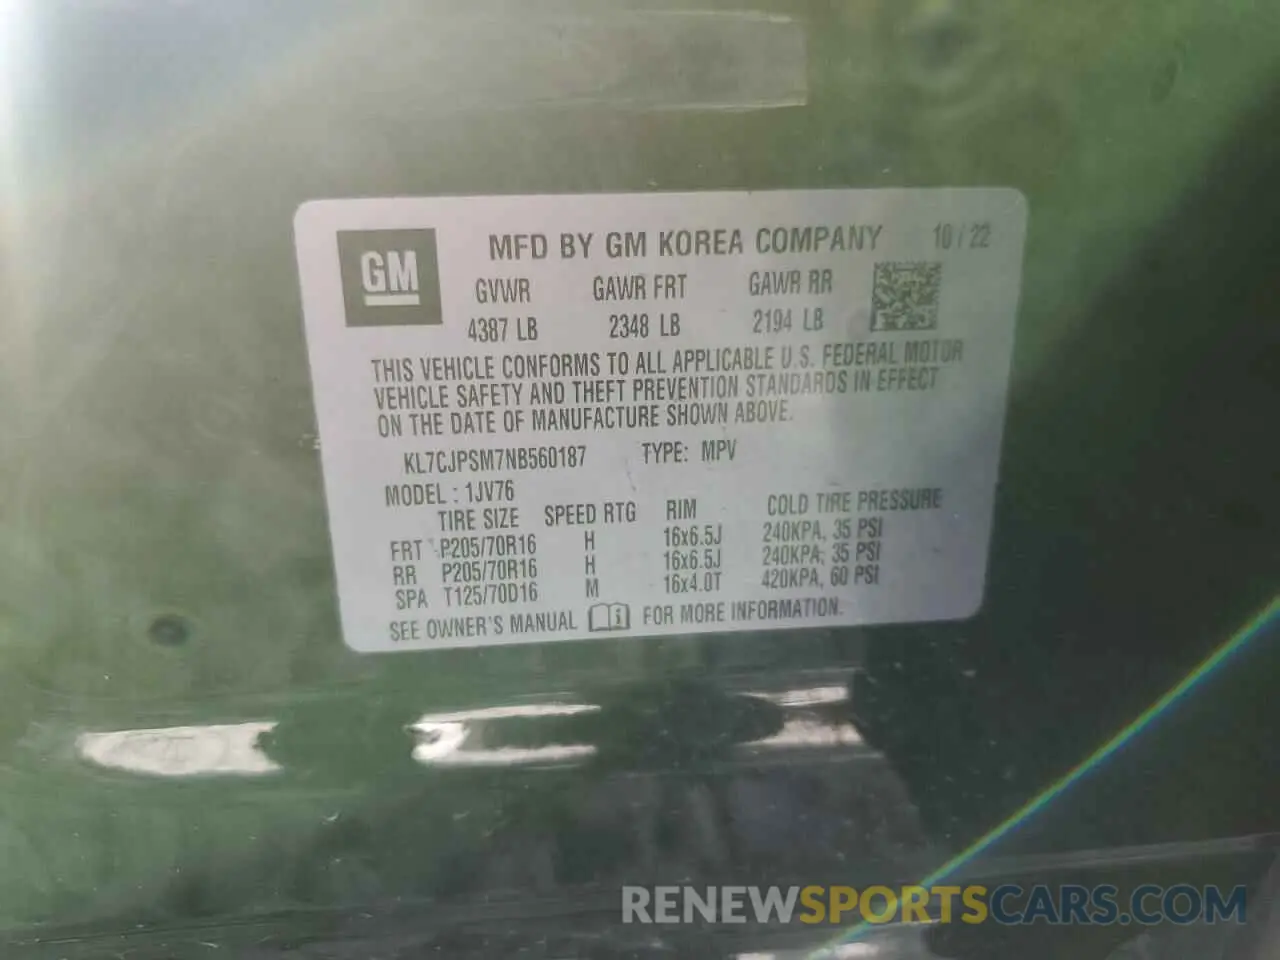 GM
MFD BY GM KOREA COMPANY 10 / 22
GVWR GAWR FRT GAWR RR
4387 LB 2348 LB 2194 LB
THIS VEHICLE CONFORMS TO ALL APPLICABLE U.S. FEDERAL MOTOR
VEHICLE SAFETY AND THEFT PREVENTION STANDARDS IN EFFECT
ON THE DATE OF MANUFACTURE SHOWN ABOVE.
KL7CJPSM7NB560187 TYPE: MPV
MODEL : 1JV76
TIRE SIZE SPEED RTG RIM COLD TIRE PRESSURE
FRT P205/70R16 H 16x6.5J 240KPA, 35 PSI
RR P205/70R16 H 16x6.5J 240KPA, 35 PSI
SPA T125/70D16 M 16x4.0T 420KPA, 60 PSI
SEE OWNER'S MANUAL FOR MORE INFORMATION.
RENEWSPORTSCARS.COM